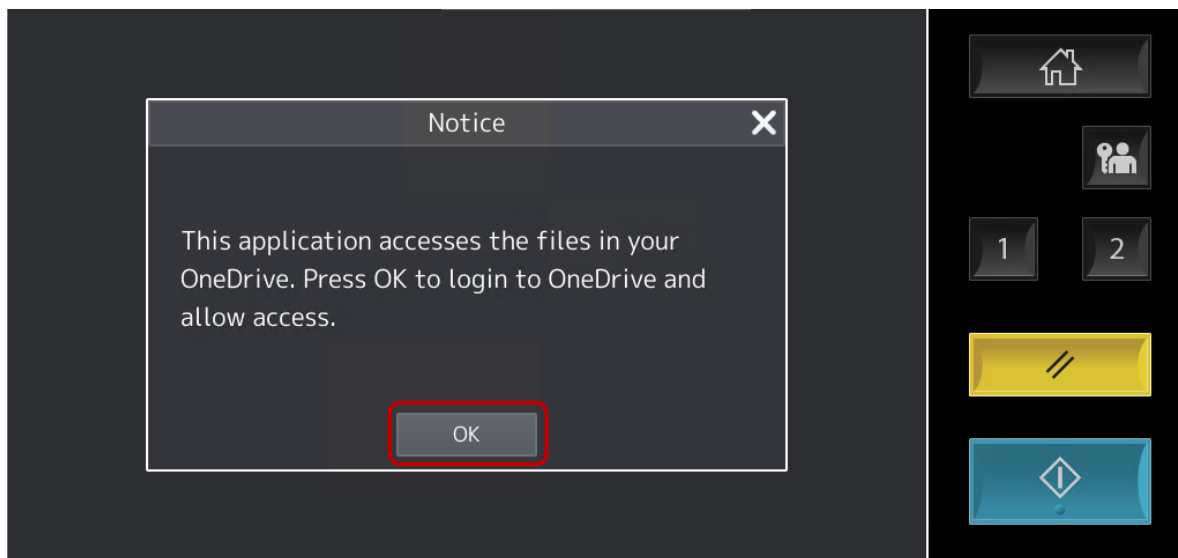 Notice
This application accesses the files in your
OneDrive. Press OK to login to OneDrive and
allow access.
OK
1
2